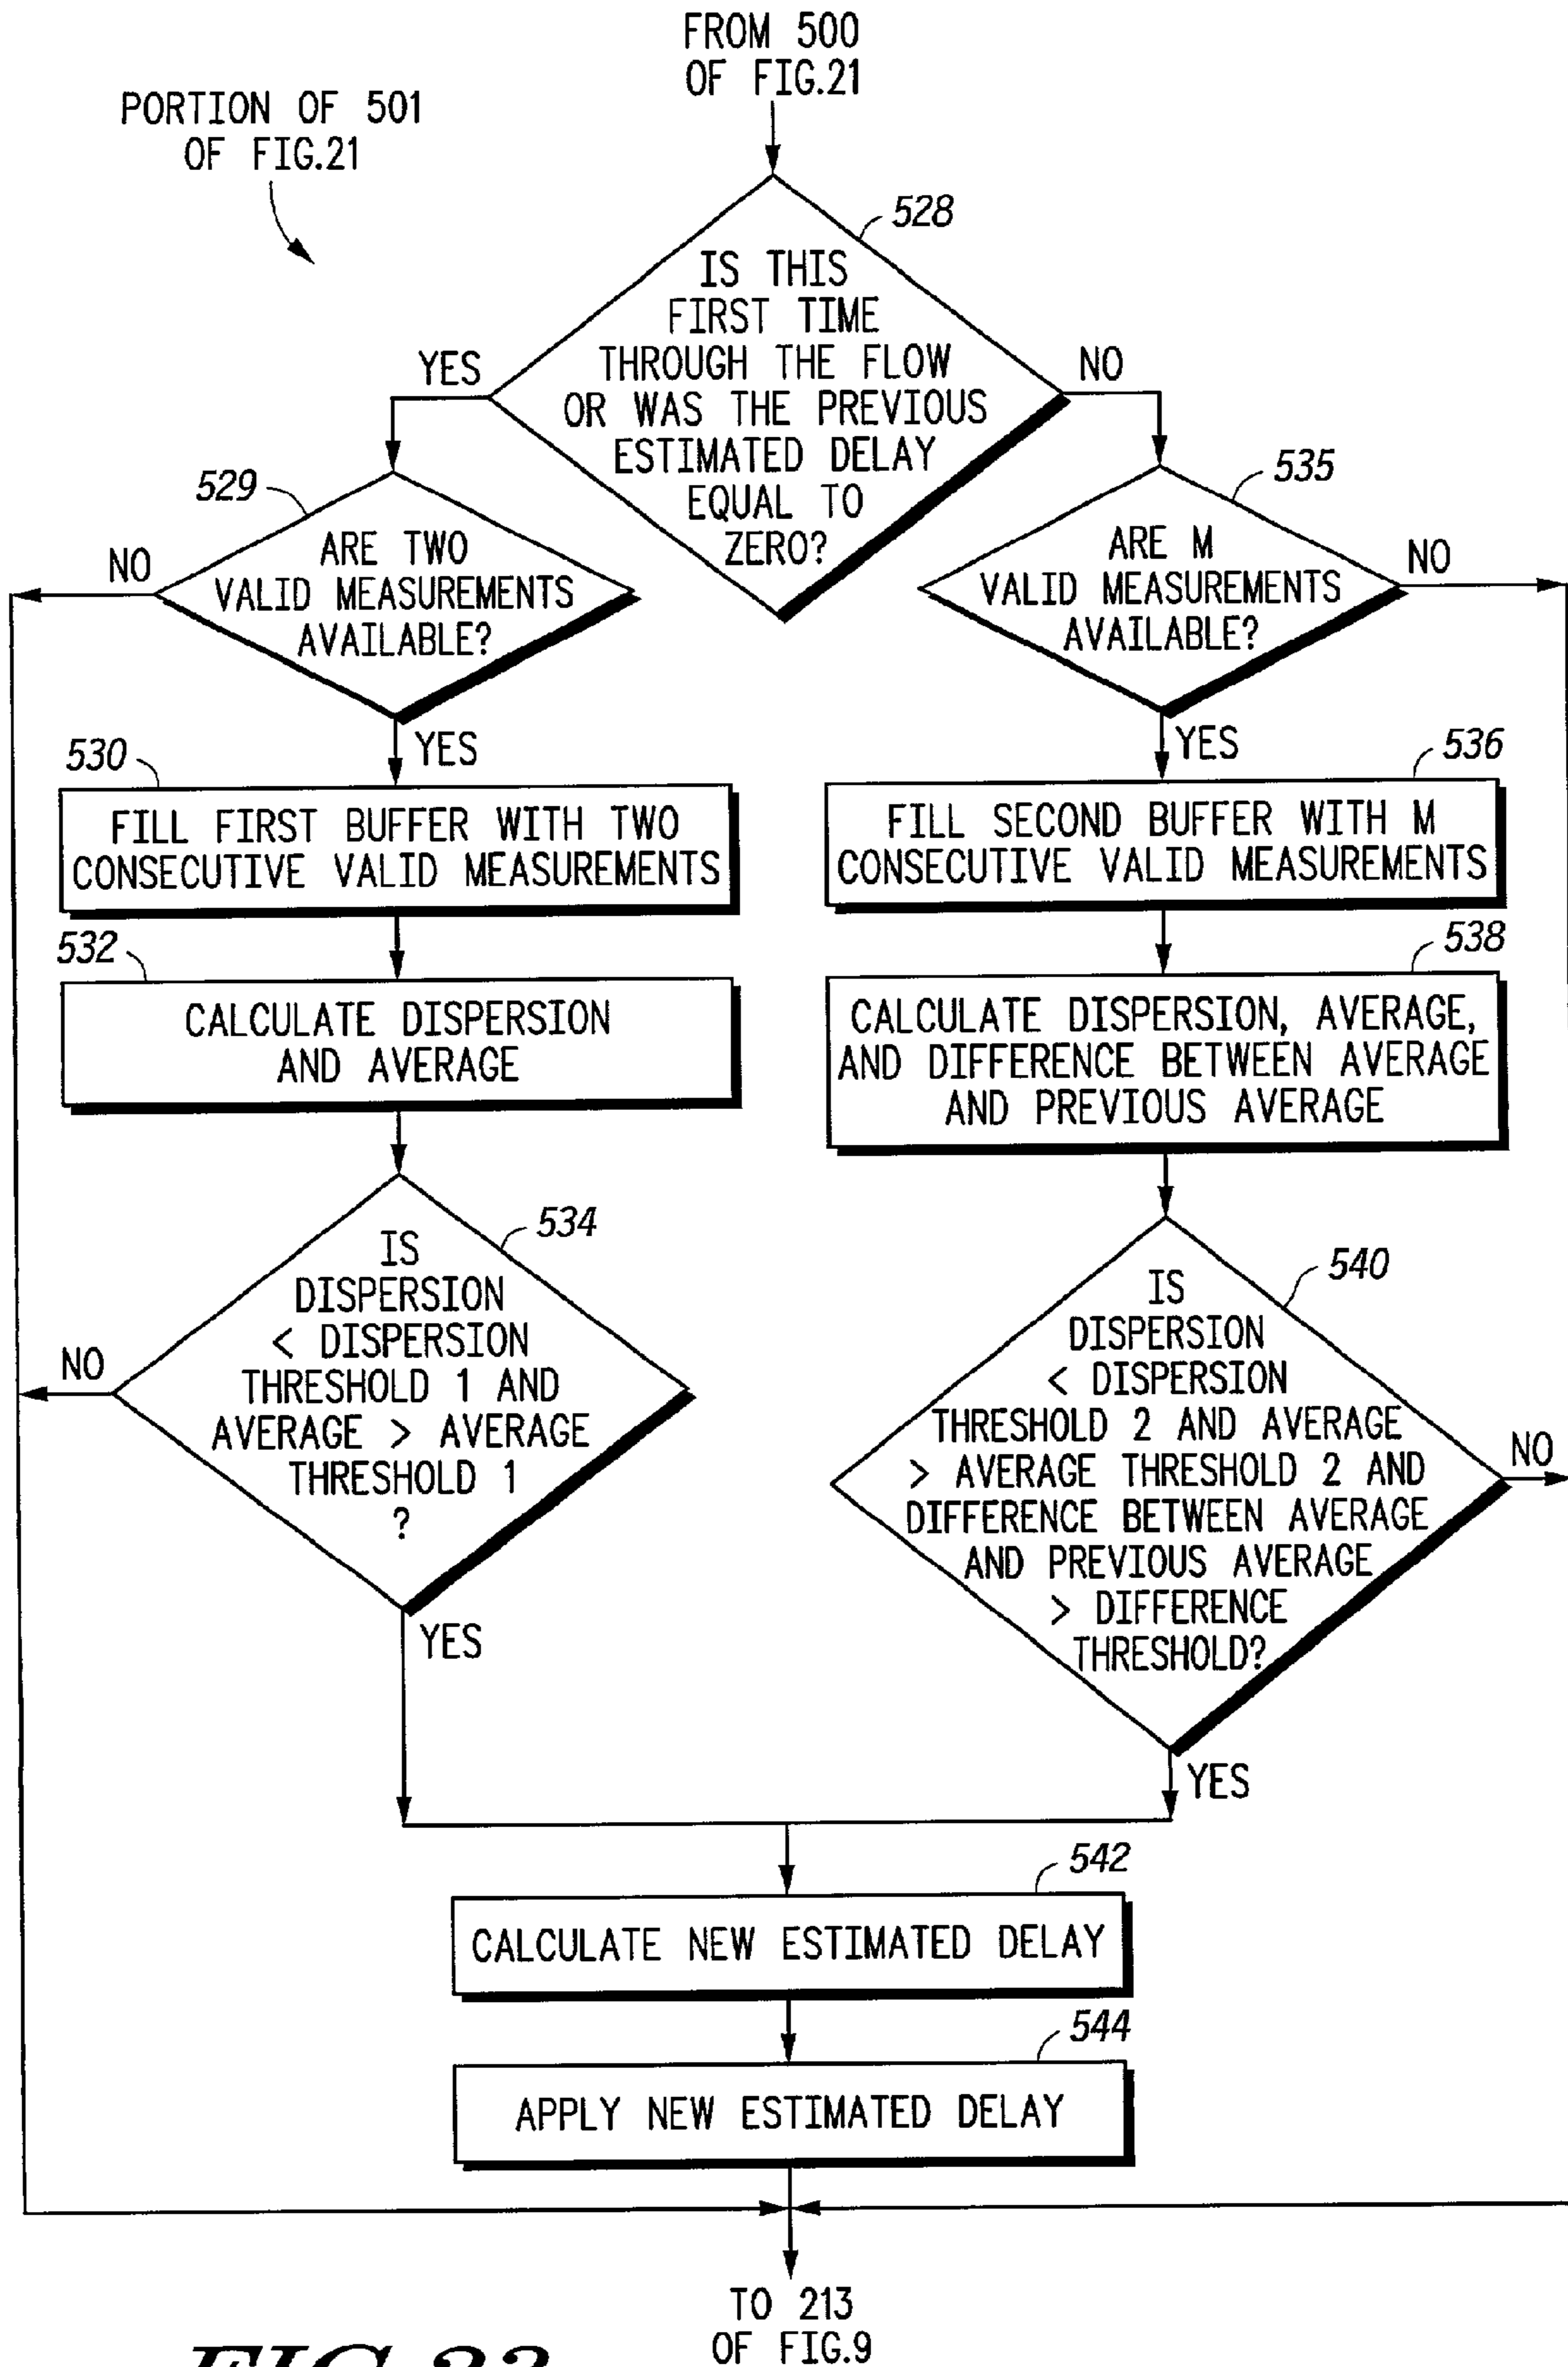 FROM 500
OF FIG.21
PORTION OF 501
OF FIG.21
528
IS THIS
FIRST TIME
THROUGH THE FLOW
OR WAS THE PREVIOUS
ESTIMATED DELAY
EQUAL TO
ZERO?
YES
NO
529
ARE TWO
VALID MEASUREMENTS
AVAILABLE?
NO
YES
535
ARE M
VALID MEASUREMENTS
AVAILABLE?
NO
YES
530
FILL FIRST BUFFER WITH TWO
CONSECUTIVE VALID MEASUREMENTS
536
FILL SECOND BUFFER WITH M
CONSECUTIVE VALID MEASUREMENTS
532
CALCULATE DISPERSION
AND AVERAGE
538
CALCULATE DISPERSION, AVERAGE,
AND DIFFERENCE BETWEEN AVERAGE
AND PREVIOUS AVERAGE
534
IS
DISPERSION
< DISPERSION
THRESHOLD 1 AND
AVERAGE > AVERAGE
THRESHOLD 1
?
NO
YES
540
IS
DISPERSION
< DISPERSION
THRESHOLD 2 AND AVERAGE
> AVERAGE THRESHOLD 2 AND
DIFFERENCE BETWEEN AVERAGE
AND PREVIOUS AVERAGE
> DIFFERENCE
THRESHOLD?
NO
YES
542
CALCULATE NEW ESTIMATED DELAY
544
APPLY NEW ESTIMATED DELAY
TO 213
OF FIG.9